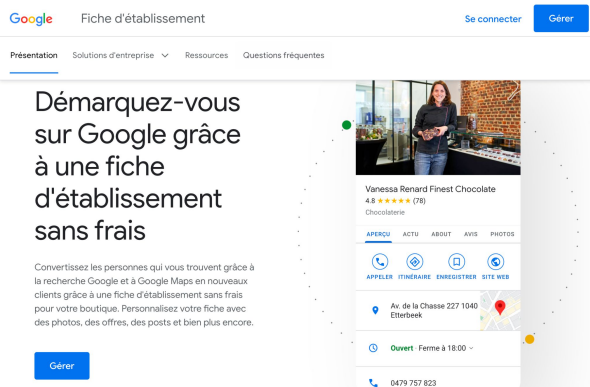 Google Fiche d'établissement
Se connecter
Gérer
Présentation
Solutions d'entreprise
Ressources
Questions fréquentes
Démarquez-vous
sur Google grâce
à une fiche
d'établissement
sans frais
Convertissez les personnes qui vous trouvent grâce à
la recherche Google et à Google Maps en nouveaux
clients grâce à une fiche d'établissement sans frais
pour votre boutique. Personnalisez votre fiche avec
des photos, des offres, des posts et bien plus encore.
Gérer
Vanessa Renard Finest Chocolate
4.8 ★★★★★ (78)
Chocolaterie
APERÇU ACTU ABOUT AVIS PHOTOS
APPELER ITINÉRAIRE ENREGISTRER SITE WEB
Av. de la Chasse 227 1040
Etterbeek
Ouvert · Ferme à 18:00
0479 757 823